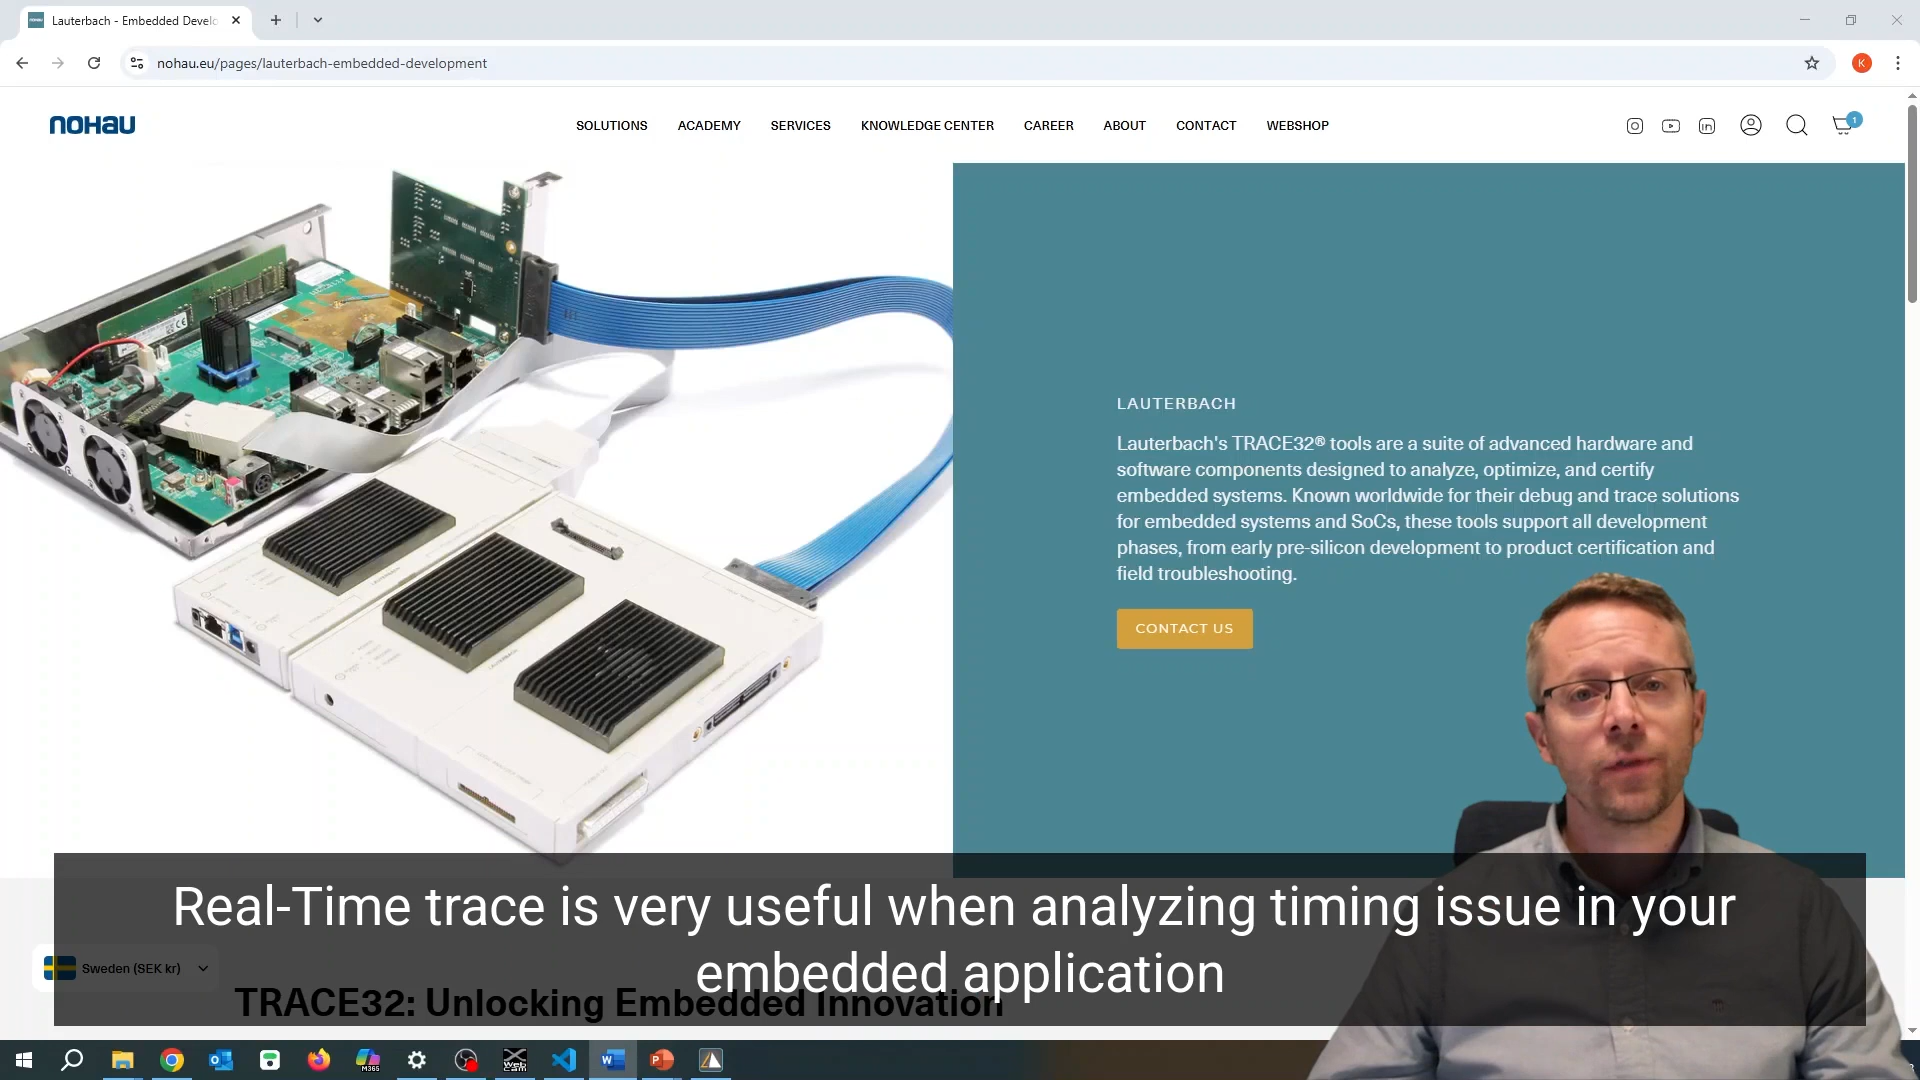 Lauterbach - Embedded Develo
nohau.eu/pages/lauterbach-embedded-development
K
nohau
SOLUTIONS ACADEMY SERVICES KNOWLEDGE CENTER CAREER ABOUT CONTACT WEBSHOP
1
LAUTERBACH
Lauterbach's TRACE32® tools are a suite of advanced hardware and
software components designed to analyze, optimize, and certify
embedded systems. Known worldwide for their debug and trace solutions
for embedded systems and SoCs, these tools support all development
phases, from early pre-silicon development to product certification and
field troubleshooting.
CONTACT US
Real-Time trace is very useful when analyzing timing issue in your
embedded application
Sweden (SEK kr)
TRACE32: Unlocking Embedded Innovation